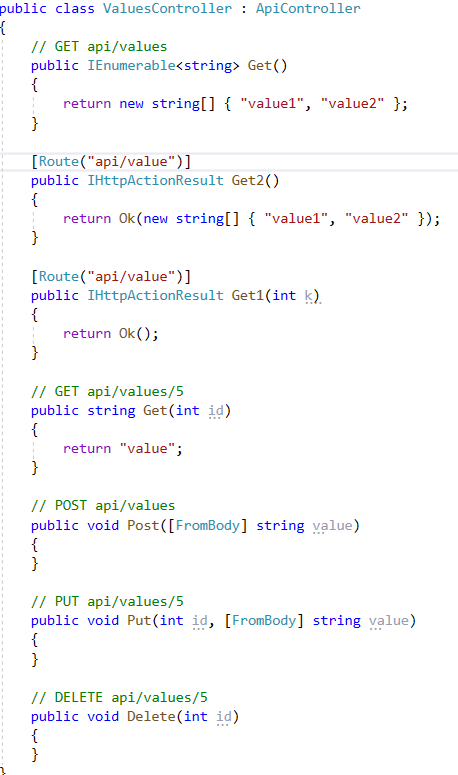 public class ValuesController : ApiController
{
    // GET api/values
    public IEnumerable<string> Get()
    {
        return new string[] { "value1", "value2" };
    }

    [Route("api/value")]
    public IHttpActionResult Get2()
    {
        return Ok(new string[] { "value1", "value2" });
    }

    [Route("api/value")]
    public IHttpActionResult Get1(int k)
    {
        return Ok();
    }

    // GET api/values/5
    public string Get(int id)
    {
        return "value";
    }

    // POST api/values
    public void Post([FromBody] string value)
    {
    }

    // PUT api/values/5
    public void Put(int id, [FromBody] string value)
    {
    }

    // DELETE api/values/5
    public void Delete(int id)
    {
    }
}